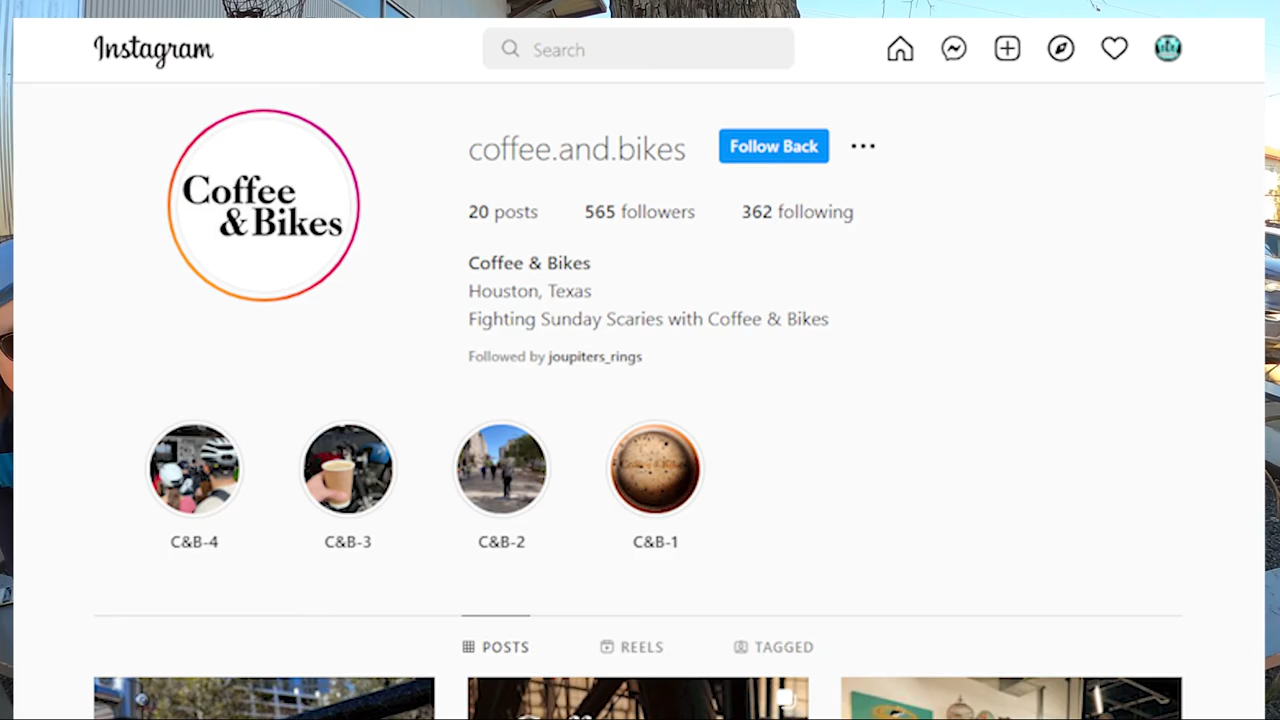 Instagram
Search
Coffee
& Bikes
coffee.and.bikes
Follow Back
20 posts
565 followers
362 following
Coffee & Bikes
Houston, Texas
Fighting Sunday Scaries with Coffee & Bikes
Followed by joupiters_rings
C&B-4
C&B-3
C&B-2
C&B-1
POSTS
REELS
TAGGED